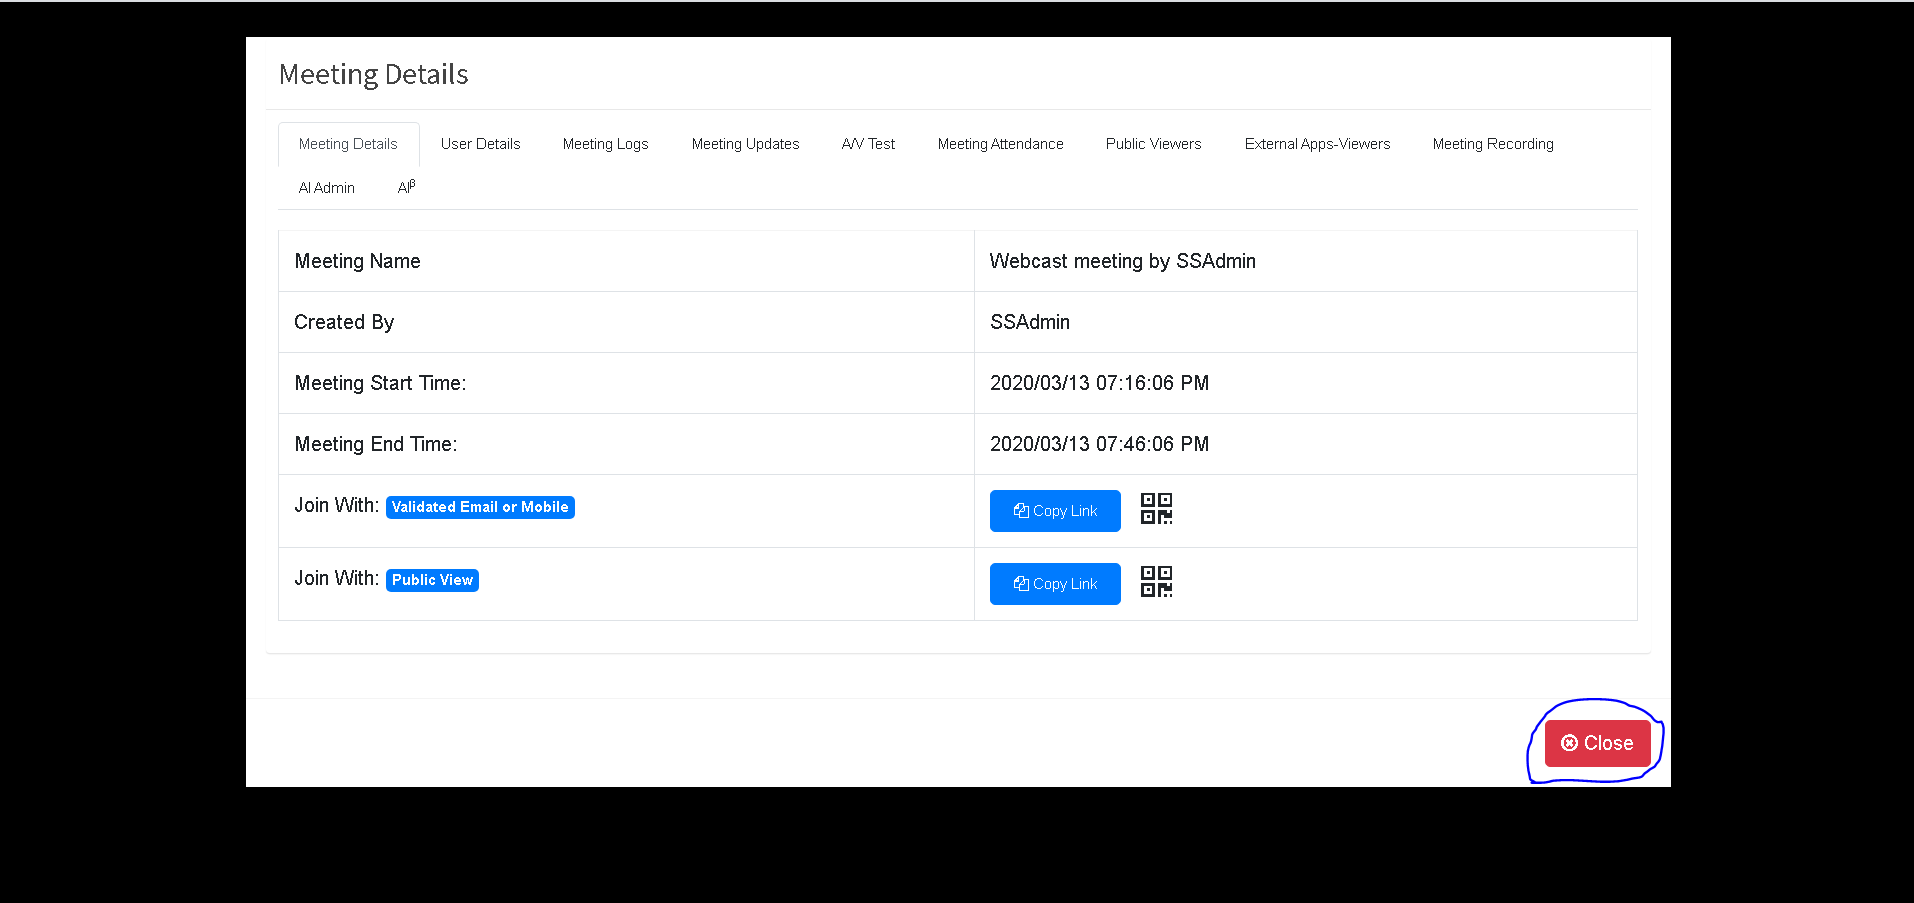 Meeting Details
Meeting Details User Details Meeting Logs Meeting Updates A/V Test Meeting Attendance Public Viewers External Apps-Viewers Meeting Recording
AI Admin AIᵝ
Meeting Name Webcast meeting by SSAdmin
Created By SSAdmin
Meeting Start Time: 2020/03/13 07:16:06 PM
Meeting End Time: 2020/03/13 07:46:06 PM
Join With: Validated Email or Mobile Copy Link
Join With: Public View Copy Link
Close